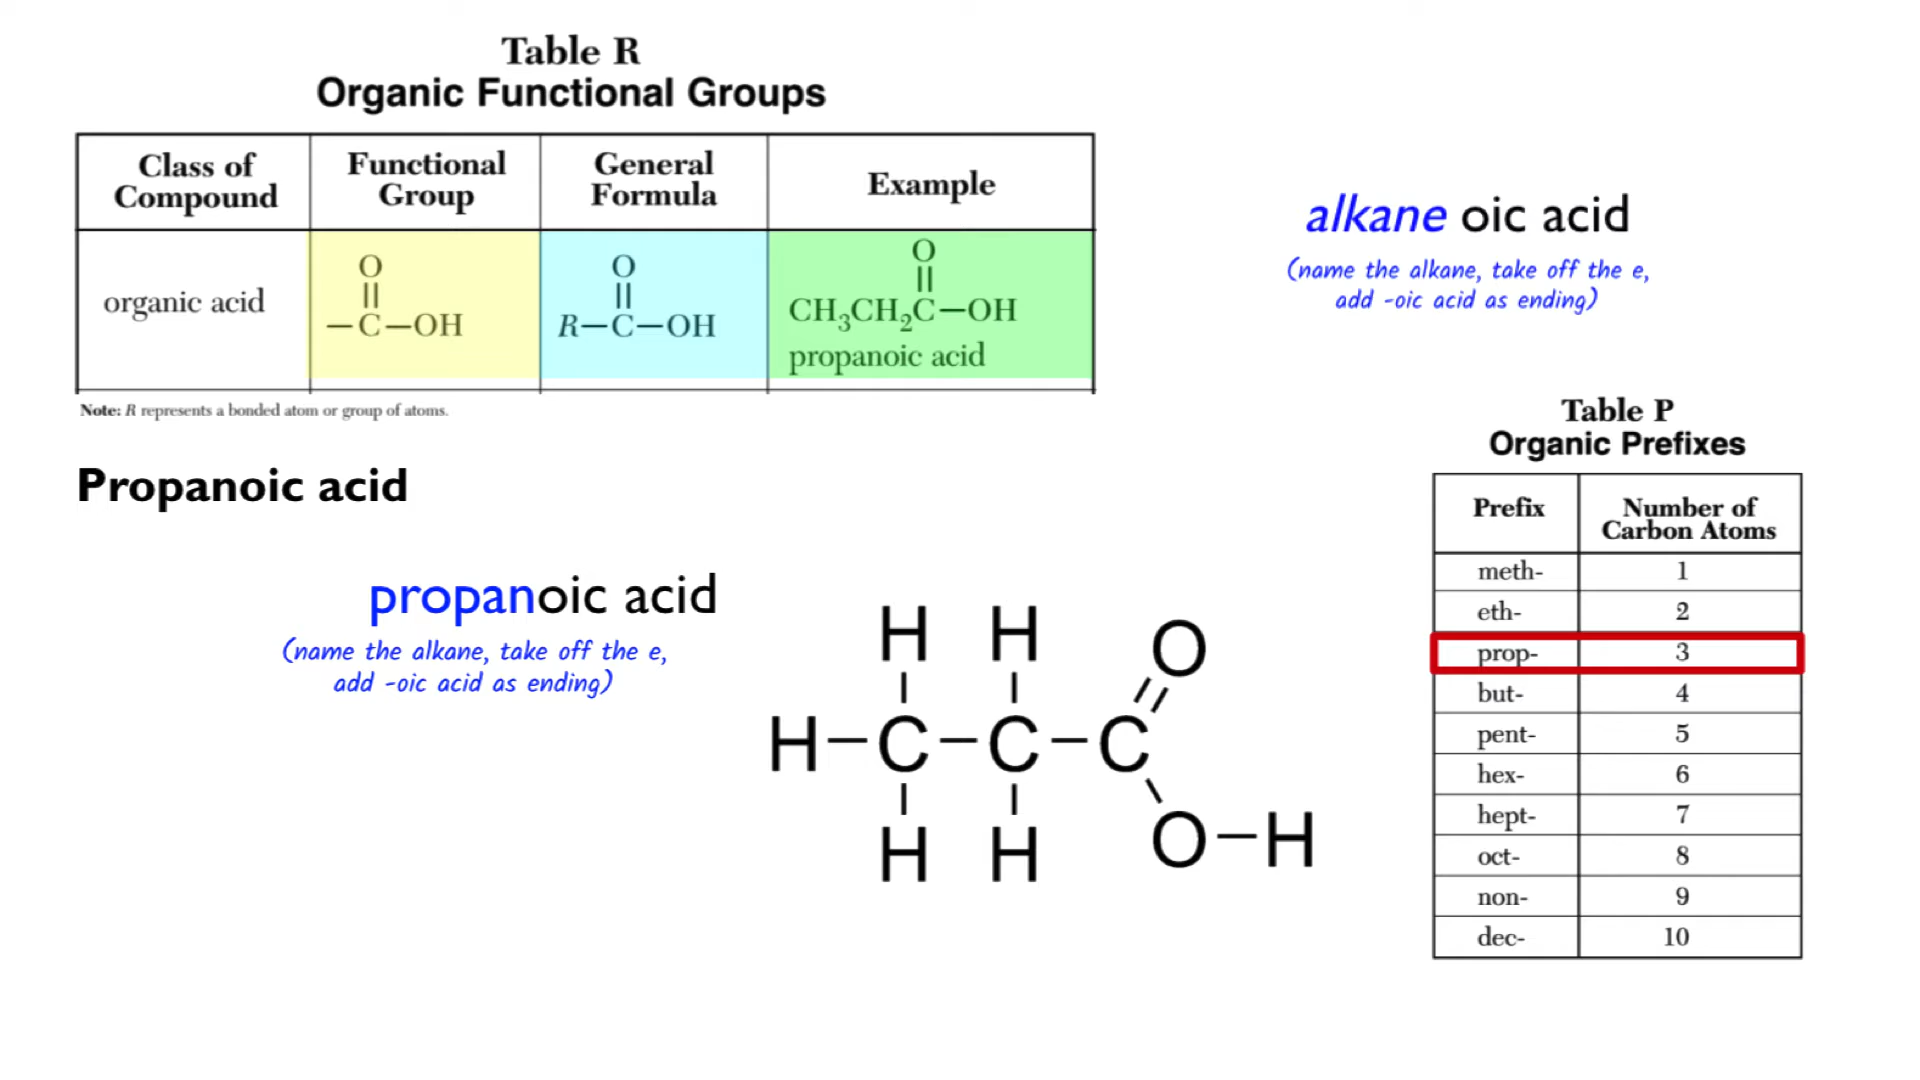 Table R
Organic Functional Groups
Class of Compound	Functional Group	General Formula	Example
organic acid
O
||
—C—OH
O
||
R—C—OH
O
||
CH₃CH₂C—OH
propanoic acid
Note: R represents a bonded atom or group of atoms.
alkane oic acid
(name the alkane, take off the e,
add -oic acid as ending)
Propanoic acid
propanoic acid
(name the alkane, take off the e,
add -oic acid as ending)
H H O
H—C—C—C
H H O—H
Table P
Organic Prefixes
Prefix	Number of Carbon Atoms
meth-	1
eth-	2
prop-	3
but-	4
pent-	5
hex-	6
hept-	7
oct-	8
non-	9
dec-	10